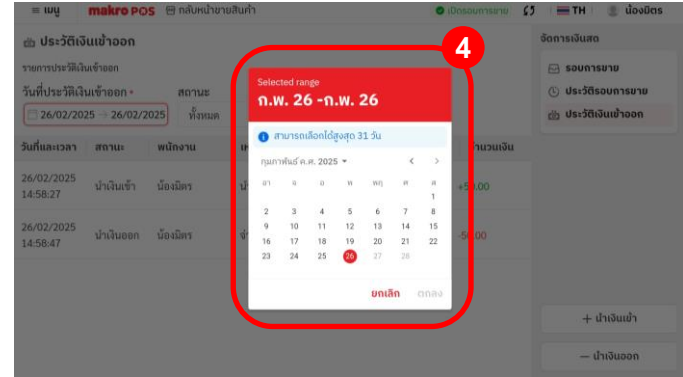 ≡ เมนู makro POS กลับหน้าขายสินค้า เปิดรอบการขาย TH น้องมิตร
ประวัติเงินเข้าออก
จัดการเงินสด
รายการประวัติเงินเข้าออก
รอบการขาย
วันที่ประวัติเงินเข้าออก * สถานะ
ประวัติรอบการขาย
26/02/2025 → 26/02/2025 ทั้งหมด
ประวัติเงินเข้าออก
วันที่และเวลา สถานะ พนักงาน
26/02/2025
14:58:27
นำเงินเข้า น้องมิตร
26/02/2025
14:58:47
นำเงินออก น้องมิตร
4
Selected range
ก.พ. 26 -ก.พ. 26
สามารถเลือกได้สูงสุด 31 วัน
กุมภาพันธ์ ค.ศ. 2025
อา จ อ พ พฤ ศ ส
1
2 3 4 5 6 7 8
9 10 11 12 13 14 15
16 17 18 19 20 21 22
23 24 25 26 27 28
ยกเลิก ตกลง
+ นำเงินเข้า
— นำเงินออก